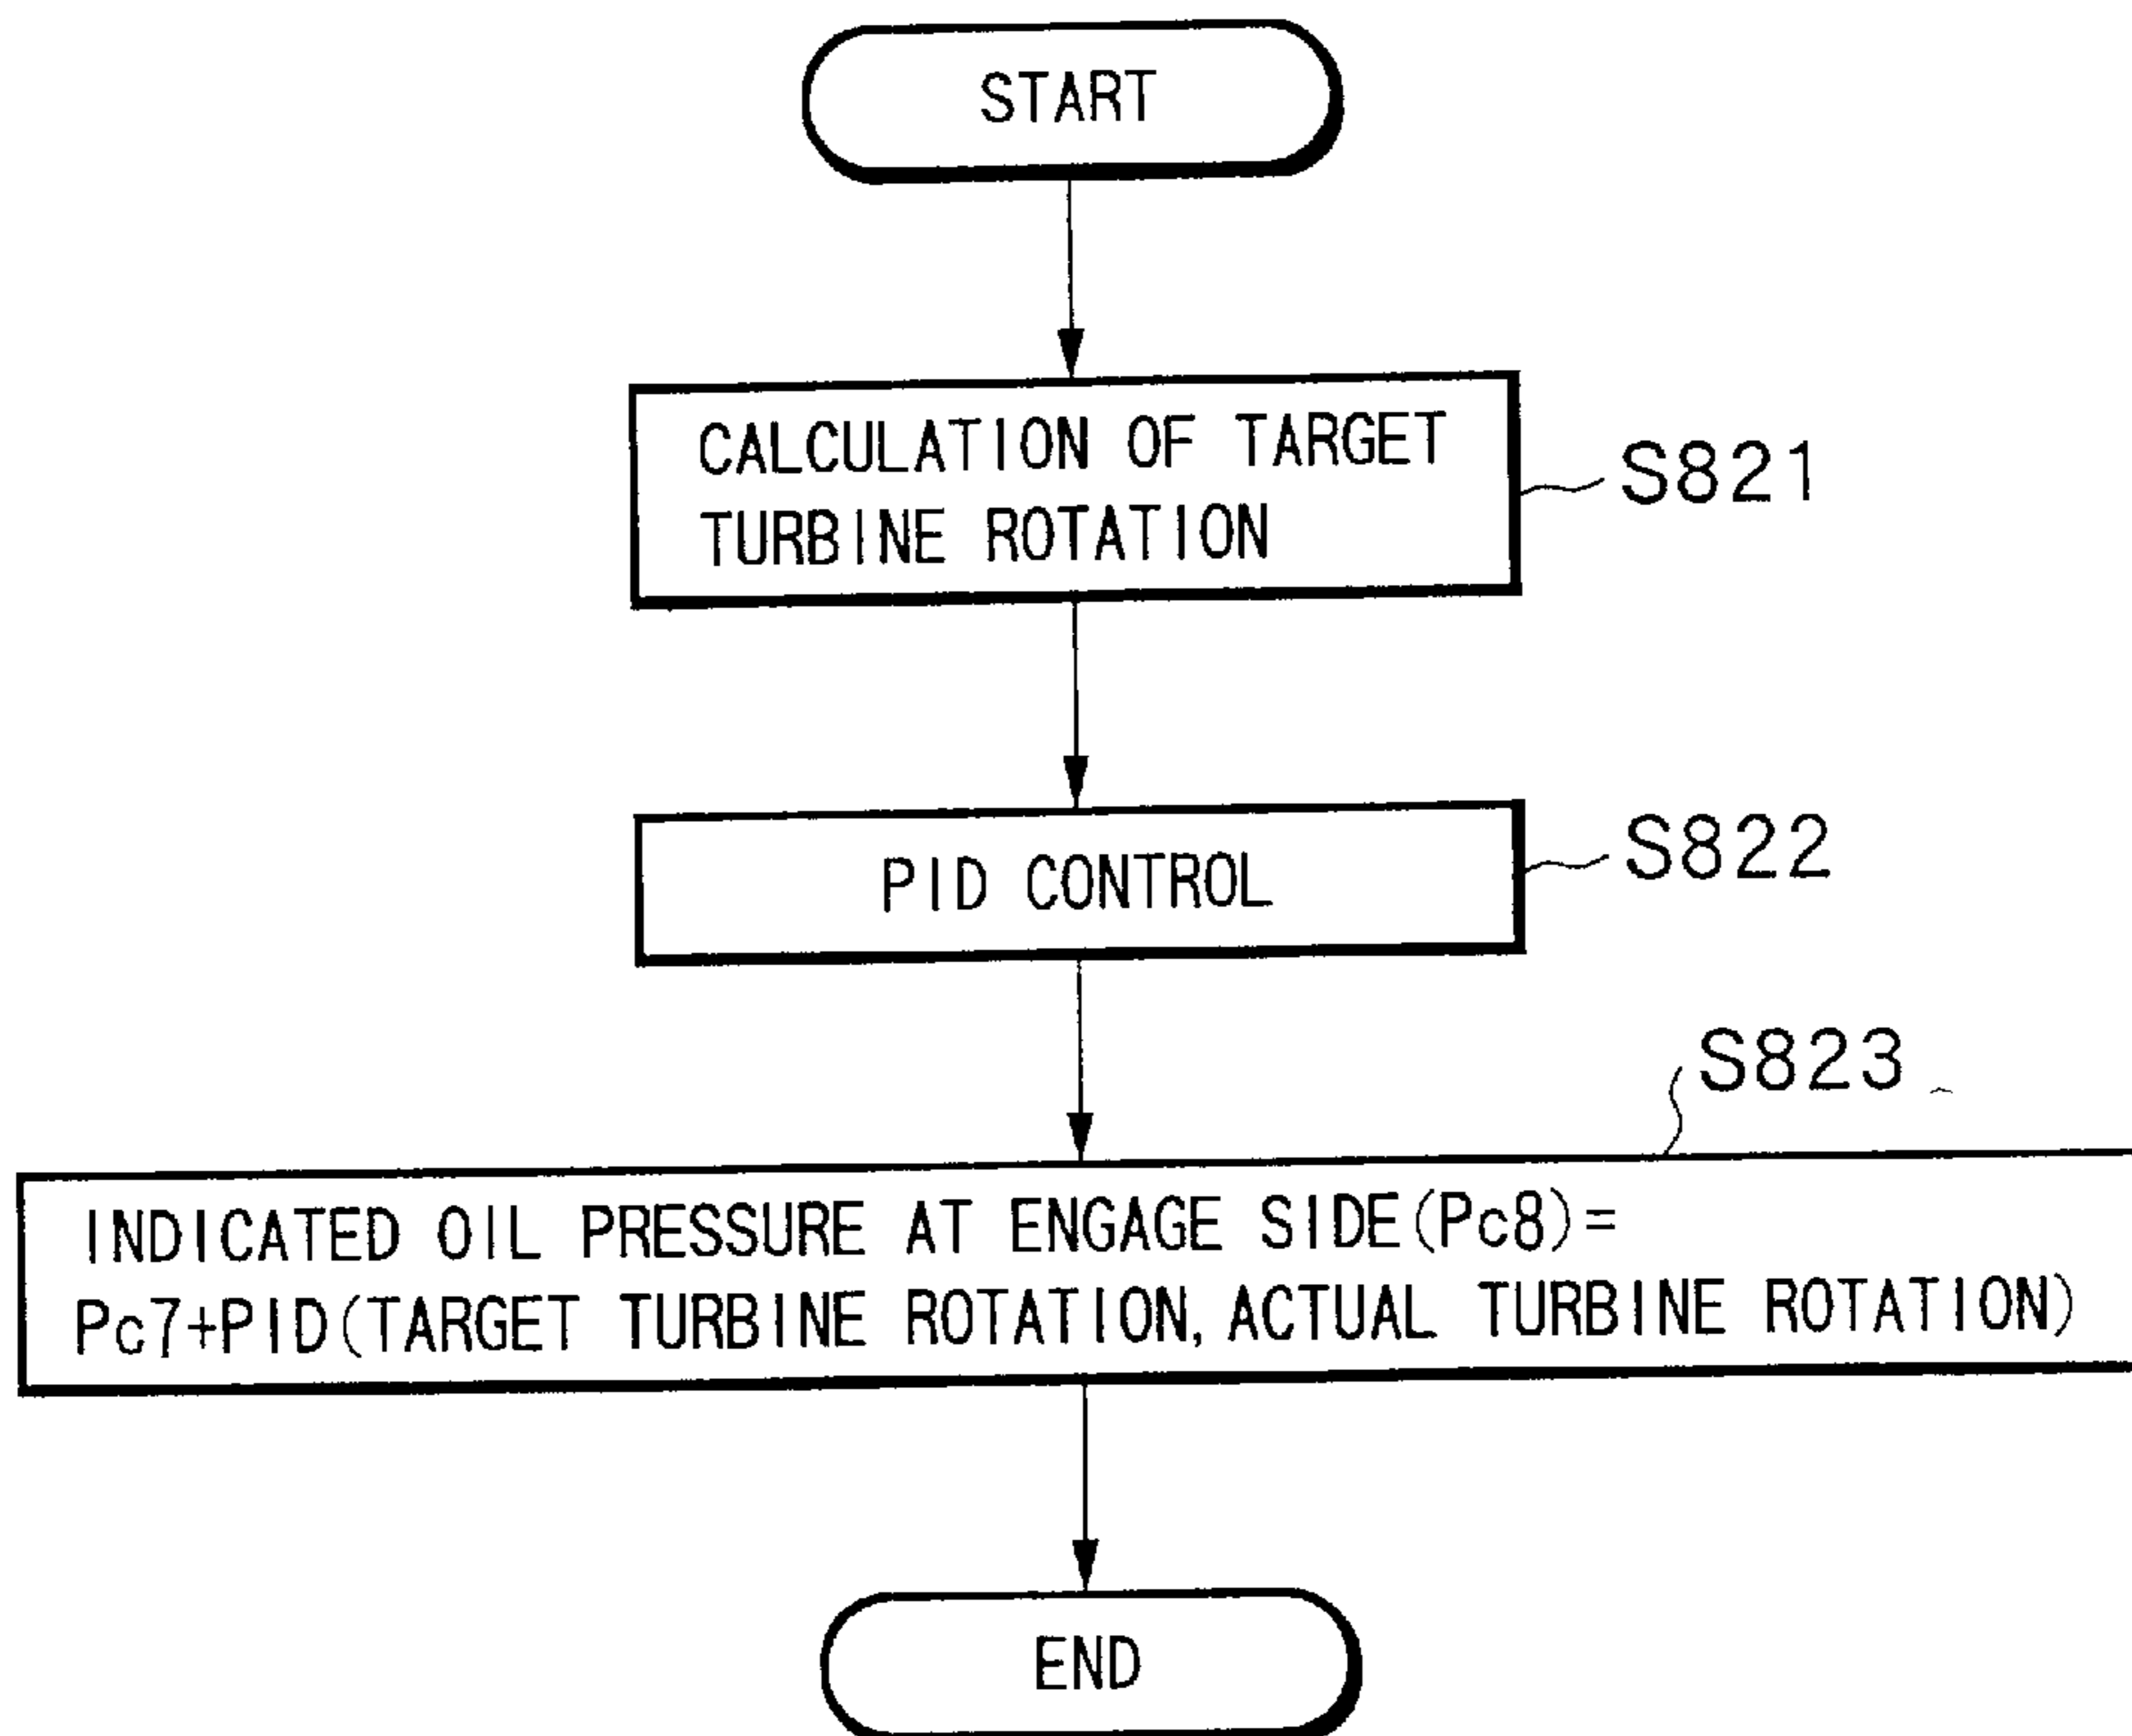 START
CALCULATION OF TARGET
TURBINE ROTATION
S821
PID CONTROL
S822
S823
INDICATED OIL PRESSURE AT ENGAGE SIDE(Pc8)=
Pc7+PID(TARGET TURBINE ROTATION, ACTUAL TURBINE ROTATION)
END